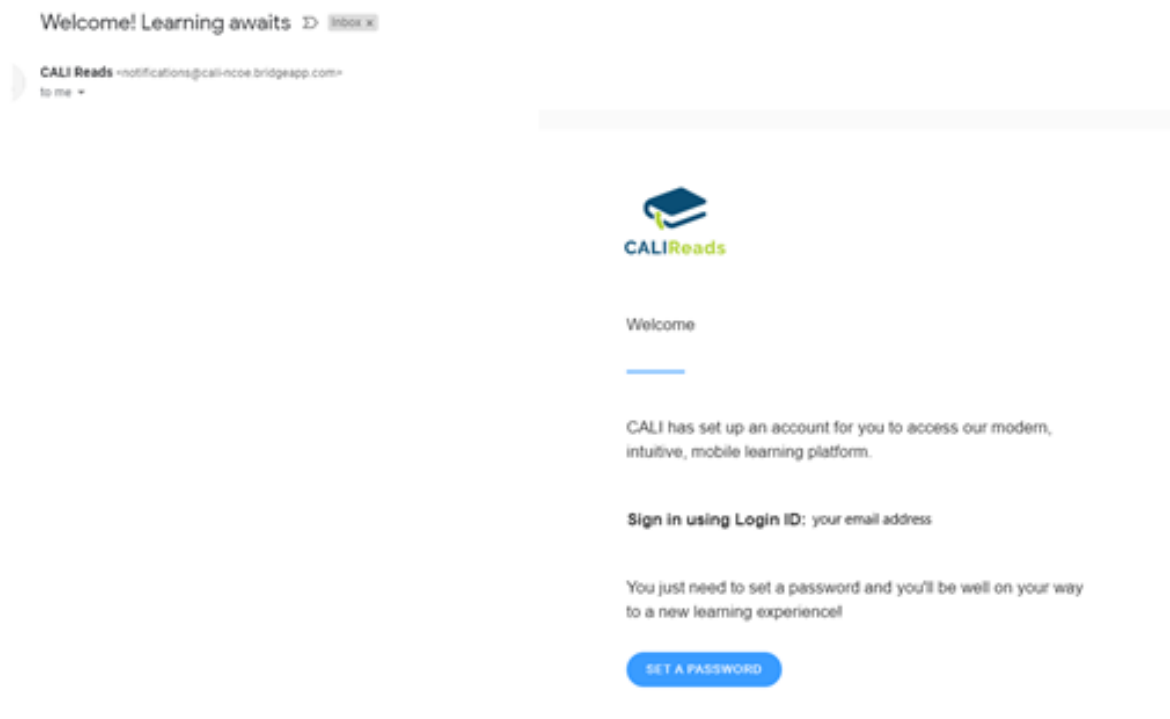 Welcome! Learning awaits
Inbox x
CALI Reads <notifications@cali-ncoe.bridgeapp.com>
to me
CALIReads
Welcome
CALI has set up an account for you to access our modern,
intuitive, mobile learning platform.
Sign in using Login ID: your email address
You just need to set a password and you'll be well on your way
to a new learning experience!
SET A PASSWORD